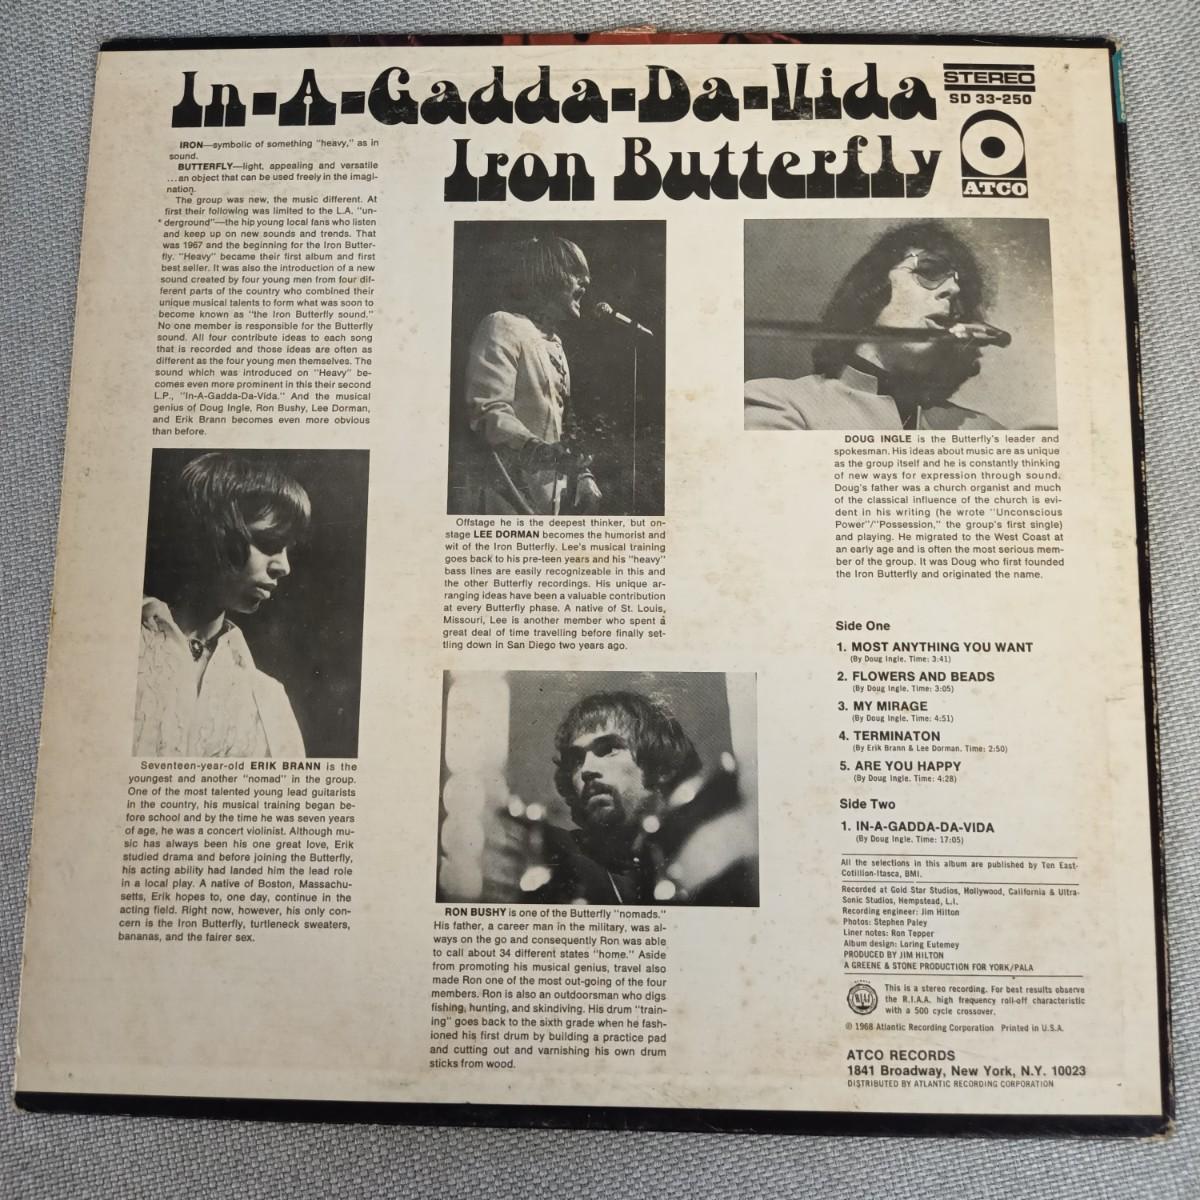 In-A-Gadda-Da-Vida
Iron Butterfly
STEREO
SD 33-250
ATCO
IRON—symbolic of something "heavy," as in
sound.
BUTTERFLY—light, appealing and versatile
...an object that can be used freely in the imagi-
nation.
The group was new, the music different. At
first their following was limited to the L.A. "un-
derground"—the hip young local fans who listen
and keep up on new sounds and trends. That
was 1967 and the beginning for the Iron Butter-
fly. "Heavy" became their first album and first
best seller. It was also the introduction of a new
sound created by four young men from four dif-
ferent parts of the country who combined their
unique musical talents to form what was soon to
become known as "the Iron Butterfly sound."
No one member is responsible for the Butterfly
sound. All four contribute ideas to each song
that is recorded and those ideas are often as
different as the four young men themselves. The
sound which was introduced on "Heavy" be-
comes even more prominent in this their second
L.P., "In-A-Gadda-Da-Vida." And the musical
genius of Doug Ingle, Ron Bushy, Lee Dorman,
and Erik Brann becomes even more obvious
than before.
Seventeen-year-old ERIK BRANN is the
youngest and another "nomad" in the group.
One of the most talented young lead guitarists
in the country, his musical training began be-
fore school and by the time he was seven years
of age, he was a concert violinist. Although mu-
sic has always been his one great love, Erik
studied drama and before joining the Butterfly,
his acting ability had landed him the lead role
in a local play. A native of Boston, Massachu-
setts, Erik hopes to, one day, continue in the
acting field. Right now, however, his only con-
cern is the Iron Butterfly, turtleneck sweaters,
bananas, and the fairer sex.
Offstage he is the deepest thinker, but on-
stage LEE DORMAN becomes the humorist and
wit of the Iron Butterfly. Lee's musical training
goes back to his pre-teen years and his "heavy"
bass lines are easily recognizeable in this and
the other Butterfly recordings. His unique ar-
ranging ideas have been a valuable contribution
at every Butterfly phase. A native of St. Louis,
Missouri, Lee is another member who spent a
great deal of time travelling before finally set-
tling down in San Diego two years ago.
RON BUSHY is one of the Butterfly "nomads."
His father, a career man in the military, was al-
ways on the go and consequently Ron was able
to call about 34 different states "home." Aside
from promoting his musical genius, travel also
made Ron one of the most out-going of the four
members. Ron is also an outdoorsman who digs
fishing, hunting, and skindiving. His drum "train-
ing" goes back to the sixth grade when he fash-
ioned his first drum by building a practice pad
and cutting out and varnishing his own drum
sticks from wood.
DOUG INGLE is the Butterfly's leader and
spokesman. His ideas about music are as unique
as the group itself and he is constantly thinking
of new ways for expression through sound.
Doug's father was a church organist and much
of the classical influence of the church is evi-
dent in his writing (he wrote "Unconscious
Power"/"Possession," the group's first single)
and playing. He migrated to the West Coast at
an early age and is often the most serious mem-
ber of the group. It was Doug who first founded
the Iron Butterfly and originated the name.
Side One
1. MOST ANYTHING YOU WANT
(By Doug Ingle. Time: 3:41)
2. FLOWERS AND BEADS
(By Doug Ingle. Time: 3:05)
3. MY MIRAGE
(By Doug Ingle. Time: 4:51)
4. TERMINATON
(By Erik Brann & Lee Dorman. Time: 2:50)
5. ARE YOU HAPPY
(By Doug Ingle. Time: 4:28)
Side Two
1. IN-A-GADDA-DA-VIDA
(By Doug Ingle. Time: 17:05)
All the selections in this album are published by Ten East-
Cotillion-Itasca, BMI.
Recorded at Gold Star Studios, Hollywood, California & Ultra-
Sonic Studios, Hempstead, L.I.
Recording engineer: Jim Hilton
Photos: Stephen Paley
Liner notes: Ron Tepper
Album design: Loring Eutemey
PRODUCED BY JIM HILTON
A GREENE & STONE PRODUCTION FOR YORK/PALA
This is a stereo recording. For best results observe
the R.I.A.A. high frequency roll-off characteristic
with a 500 cycle crossover.
© 1968 Atlantic Recording Corporation Printed in U.S.A.
ATCO RECORDS
1841 Broadway, New York, N.Y. 10023
DISTRIBUTED BY ATLANTIC RECORDING CORPORATION